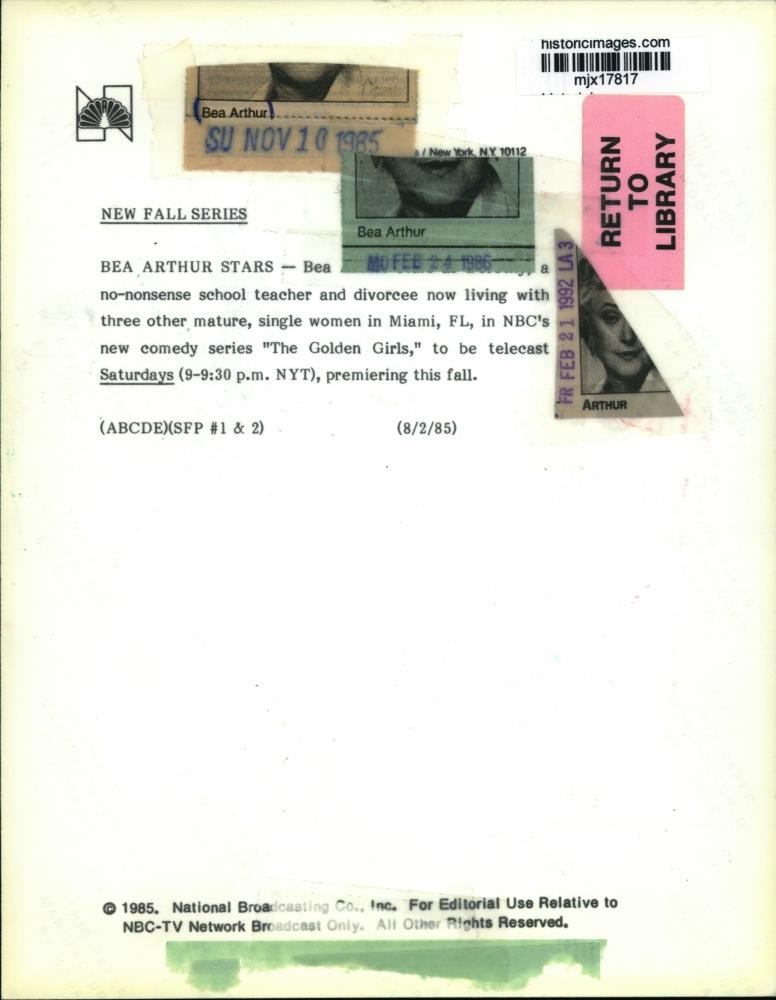 historicimages.com
mjx17817
Bea Arthur
SU NOV 10 1985
/ New York, N.Y. 10112
RETURN
TO
LIBRARY
Bea Arthur
MO FEB 24 1986
NEW FALL SERIES
FR FEB 21 1992 LA3
ARTHUR
BEA ARTHUR STARS — Bea a
no-nonsense school teacher and divorcee now living with
three other mature, single women in Miami, FL, in NBC's
new comedy series "The Golden Girls," to be telecast
Saturdays (9-9:30 p.m. NYT), premiering this fall.
(ABCDE)(SFP #1 & 2) (8/2/85)
© 1985. National Broadcasting Co., Inc. For Editorial Use Relative to
NBC-TV Network Broadcast Only. All Other Rights Reserved.